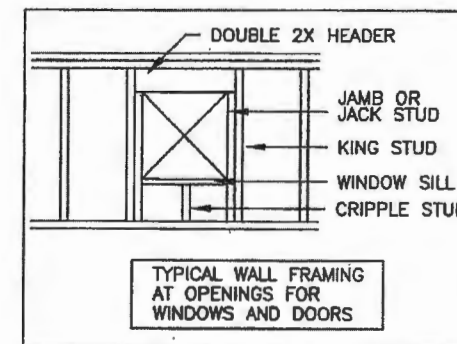 DOUBLE 2X HEADER
JAMB OR
JACK STUD
KING STUD
WINDOW SILL
CRIPPLE STUD
TYPICAL WALL FRAMING
AT OPENINGS FOR
WINDOWS AND DOORS